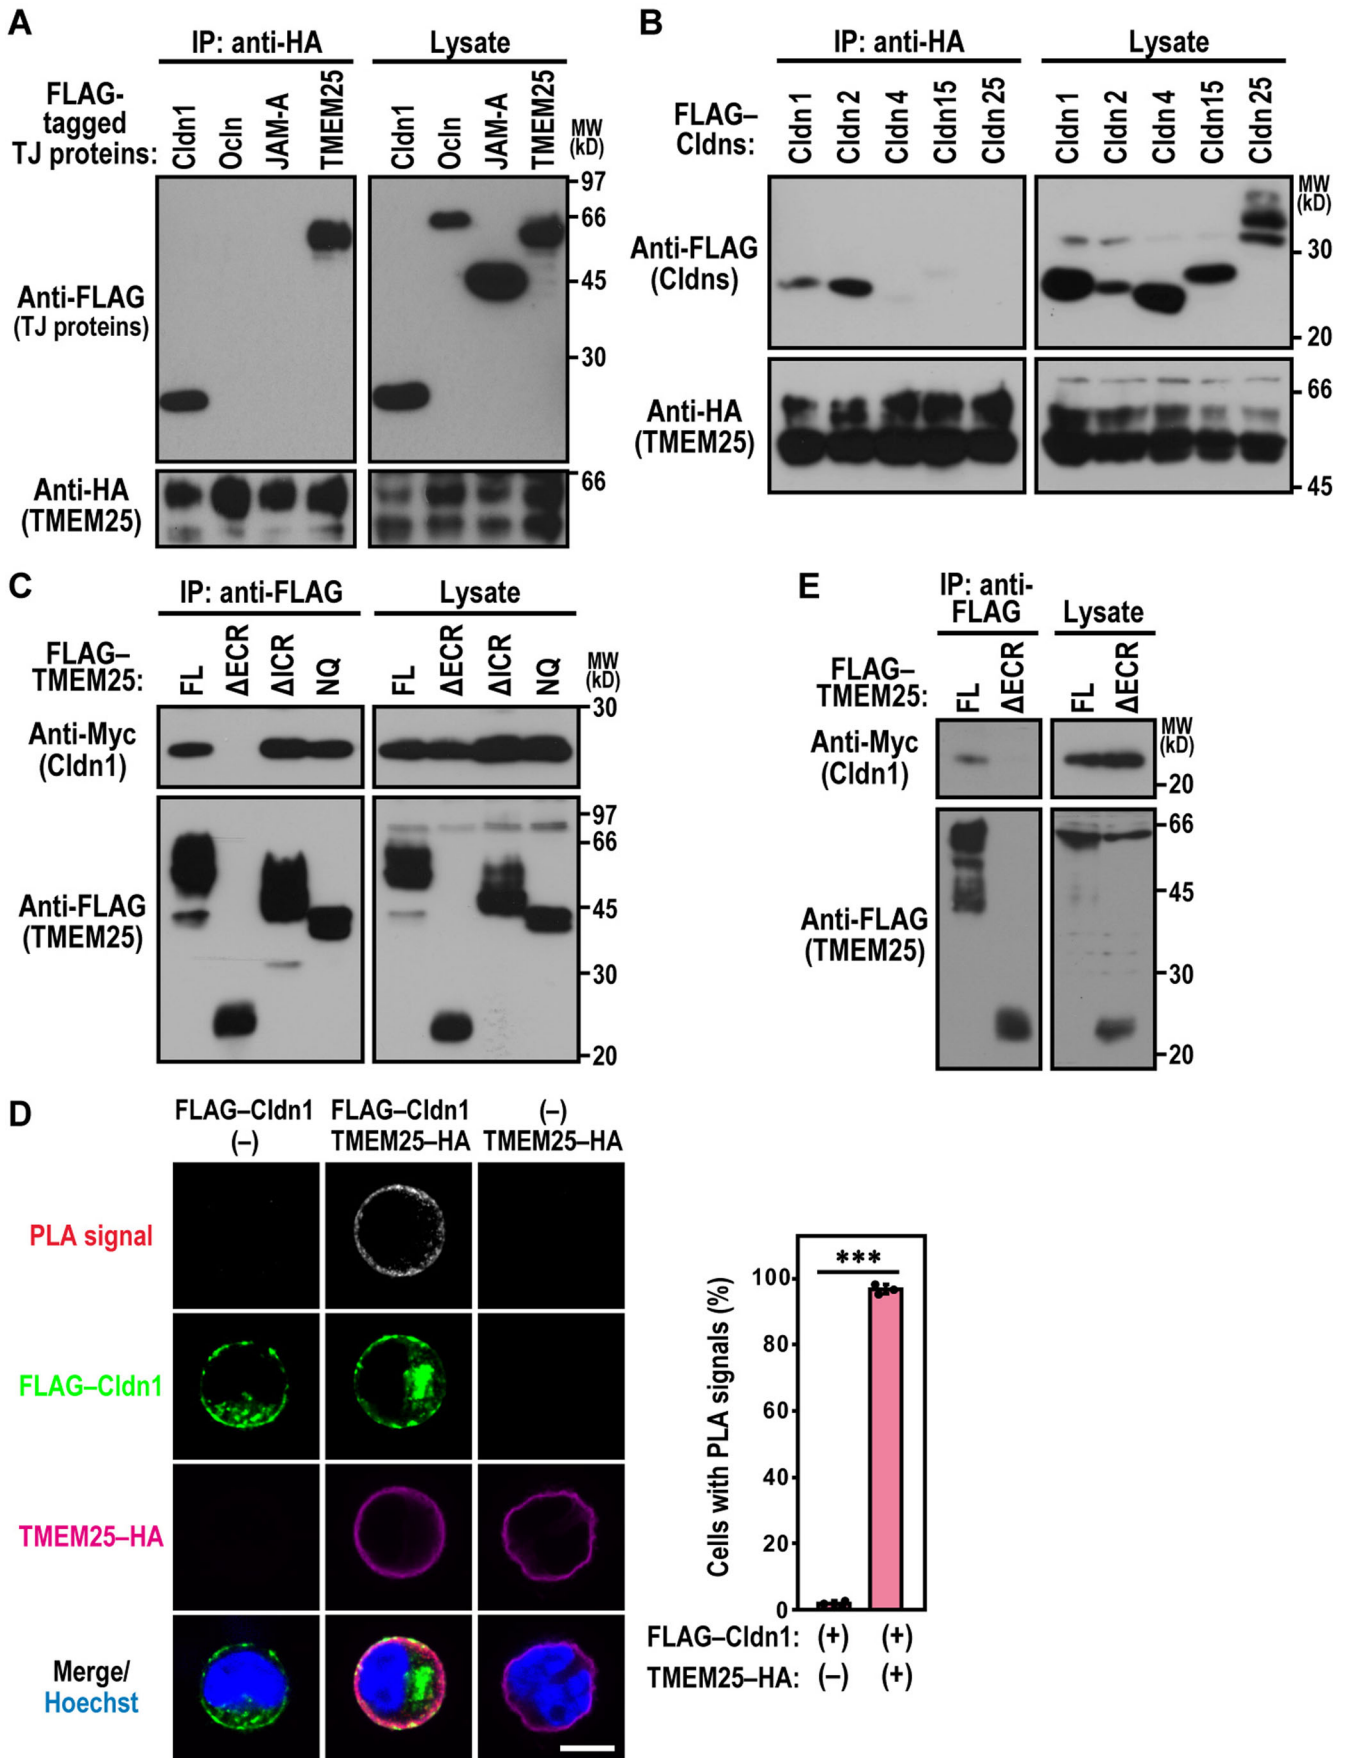 A
IP: anti-HA
Lysate
FLAG-
tagged
TJ proteins:
Cldn1
Ocln
JAM-A
TMEM25
Cldn1
Ocln
JAM-A
TMEM25
MW
(kD)
97
66
45
30
Anti-FLAG
(TJ proteins)
66
Anti-HA
(TMEM25)
B
IP: anti-HA
Lysate
FLAG–
Cldns:
Cldn 1
Cldn 2
Cldn 4
Cldn15
Cldn 25
Cldn 1
Cldn 2
Cldn 4
Cldn15
Cldn 25
MW
(kD)
30
20
Anti-FLAG
(Cldns)
66
45
Anti-HA
(TMEM25)
C
IP: anti-FLAG
Lysate
FLAG–
TMEM25:
FL
ΔECR
ΔICR
NQ
FL
ΔECR
ΔICR
NQ
MW
(kD)
30
Anti-Myc
(Cldn1)
97
66
45
30
20
Anti-FLAG
(TMEM25)
E
IP: anti-
FLAG
Lysate
FLAG–
TMEM25:
FL
ΔECR
FL
ΔECR
MW
(kD)
20
Anti-Myc
(Cldn1)
66
45
30
20
Anti-FLAG
(TMEM25)
D
FLAG–Cldn1
(–)
FLAG–Cldn1
TMEM25–HA
(–)
TMEM25–HA
PLA signal
FLAG–Cldn1
TMEM25–HA
Merge/
Hoechst
Cells with PLA signals (%)
100
80
60
40
20
0
***
FLAG–Cldn1: (+) (+)
TMEM25–HA: (–) (+)